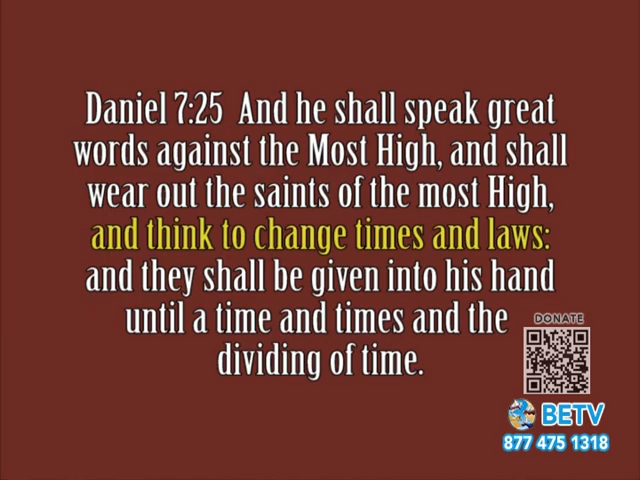 Daniel 7:25 And he shall speak great
words against the Most High, and shall
wear out the saints of the most High,
and think to change times and laws:
and they shall be given into his hand
until a time and times and the
dividing of time.
DONATE
BETV
877 475 1318